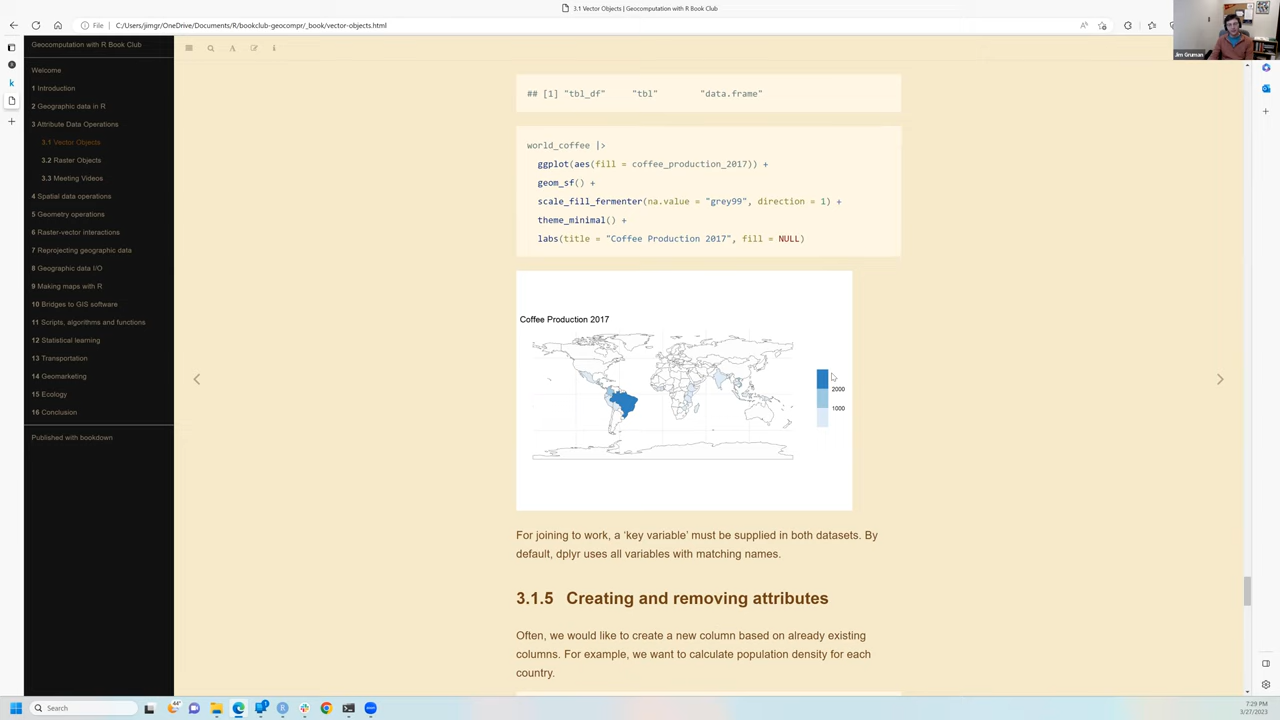 3.1 Vector Objects | Geocomputation with R Book Club
File
C:/Users/jimgr/OneDrive/Documents/R/bookclub-geocompr/_book/vector-objects.html
Jim Gruman
Geocomputation with R Book Club
Welcome
1 Introduction
2 Geographic data in R
3 Attribute Data Operations
3.1 Vector Objects
3.2 Raster Objects
3.3 Meeting Videos
4 Spatial data operations
5 Geometry operations
6 Raster-vector interactions
7 Reprojecting geographic data
8 Geographic data I/O
9 Making maps with R
10 Bridges to GIS software
11 Scripts, algorithms and functions
12 Statistical learning
13 Transportation
14 Geomarketing
15 Ecology
16 Conclusion
Published with bookdown
## [1] "tbl_df" "tbl" "data.frame"
world_coffee |>
ggplot(aes(fill = coffee_production_2017)) +
geom_sf() +
scale_fill_fermenter(na.value = "grey99", direction = 1) +
theme_minimal() +
labs(title = "Coffee Production 2017", fill = NULL)
Coffee Production 2017
2000
1000
For joining to work, a ‘key variable’ must be supplied in both datasets. By
default, dplyr uses all variables with matching names.
3.1.5 Creating and removing attributes
Often, we would like to create a new column based on already existing
columns. For example, we want to calculate population density for each
country.
Search
44°
7:29 PM
3/27/2023